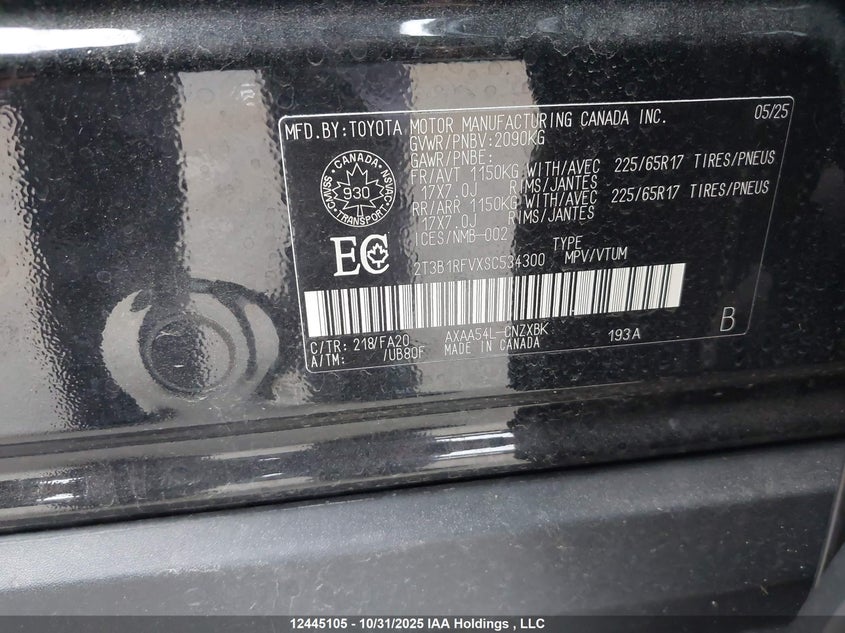 MFD.BY:TOYOTA MOTOR MANUFACTURING CANADA INC. 05/25
GVWR/PNBV:2090KG
GAWR/PNBE:
FR/AVT 1150KG WITH/AVEC 225/65R17 TIRES/PNEUS
17X7.0J RIMS/JANTES
RR/ARR 1150KG WITH/AVEC 225/65R17 TIRES/PNEUS
17X7.0J RIMS/JANTES
ICES/NMB-002
CANADA
CMVSS NSVAC
930
TRANSPORT
EC
TYPE
2T3B1RFVXSC534300 MPV/VTUM
C/TR: 218/FA20 AXAA54L-CNZXBK 193A B
A/TM: /UB80F MADE IN CANADA
12445105 - 10/31/2025 IAA Holdings , LLC